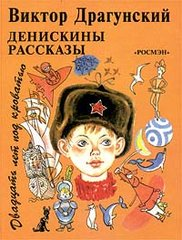 Виктор Драгунский
ДЕНИСКИНЫ
РАССКАЗЫ
«РОСМЭН»
Двадцать лет под кроватью